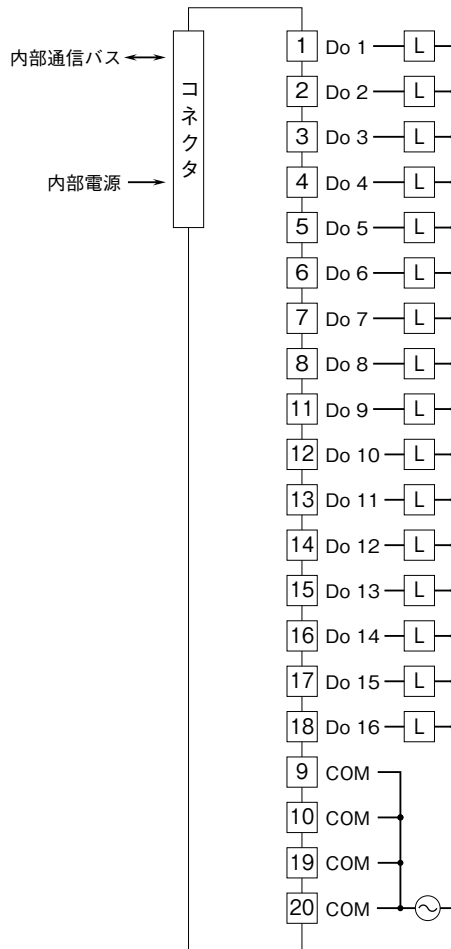 内部通信バス
内部電源
コネクタ
1 Do 1 L
2 Do 2 L
3 Do 3 L
4 Do 4 L
5 Do 5 L
6 Do 6 L
7 Do 7 L
8 Do 8 L
11 Do 9 L
12 Do 10 L
13 Do 11 L
14 Do 12 L
15 Do 13 L
16 Do 14 L
17 Do 15 L
18 Do 16 L
9 COM
10 COM
19 COM
20 COM